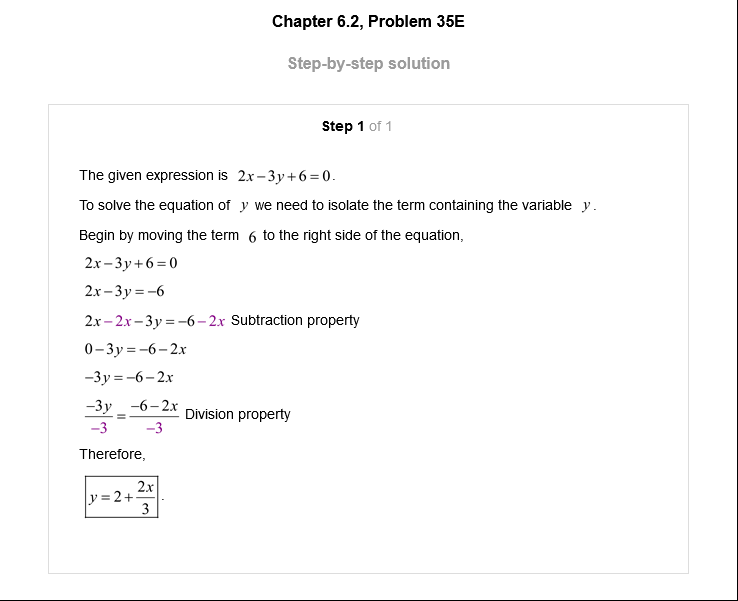 Chapter 6.2, Problem 35E
Step-by-step solution
Step 1 of 1
The given expression is 2x−3y+6=0.
To solve the equation of y we need to isolate the term containing the variable y.
Begin by moving the term 6 to the right side of the equation,
2x−3y+6=0
2x−3y=−6
2x−2x−3y=−6−2x Subtraction property
0−3y=−6−2x
−3y=−6−2x
−3y/−3 = −6−2x/−3 Division property
Therefore,
y=2+2x/3.